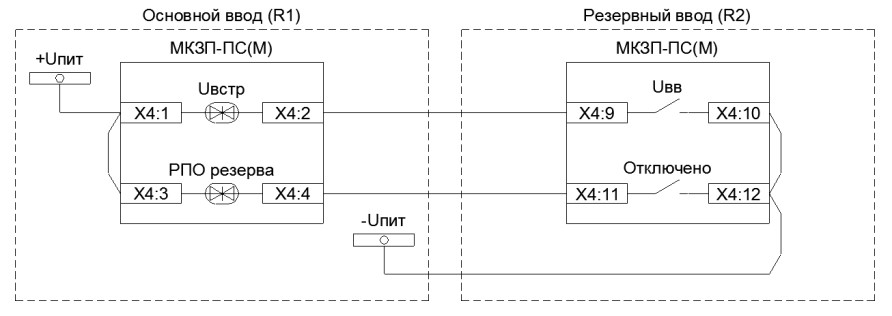 Основной ввод (R1)
Резервный ввод (R2)
+Uпит
МКЗП-ПС(М)
МКЗП-ПС(М)
Uвстр
Uвв
X4:1
X4:2
X4:9
X4:10
РПО резерва
Отключено
X4:3
X4:4
X4:11
X4:12
-Uпит